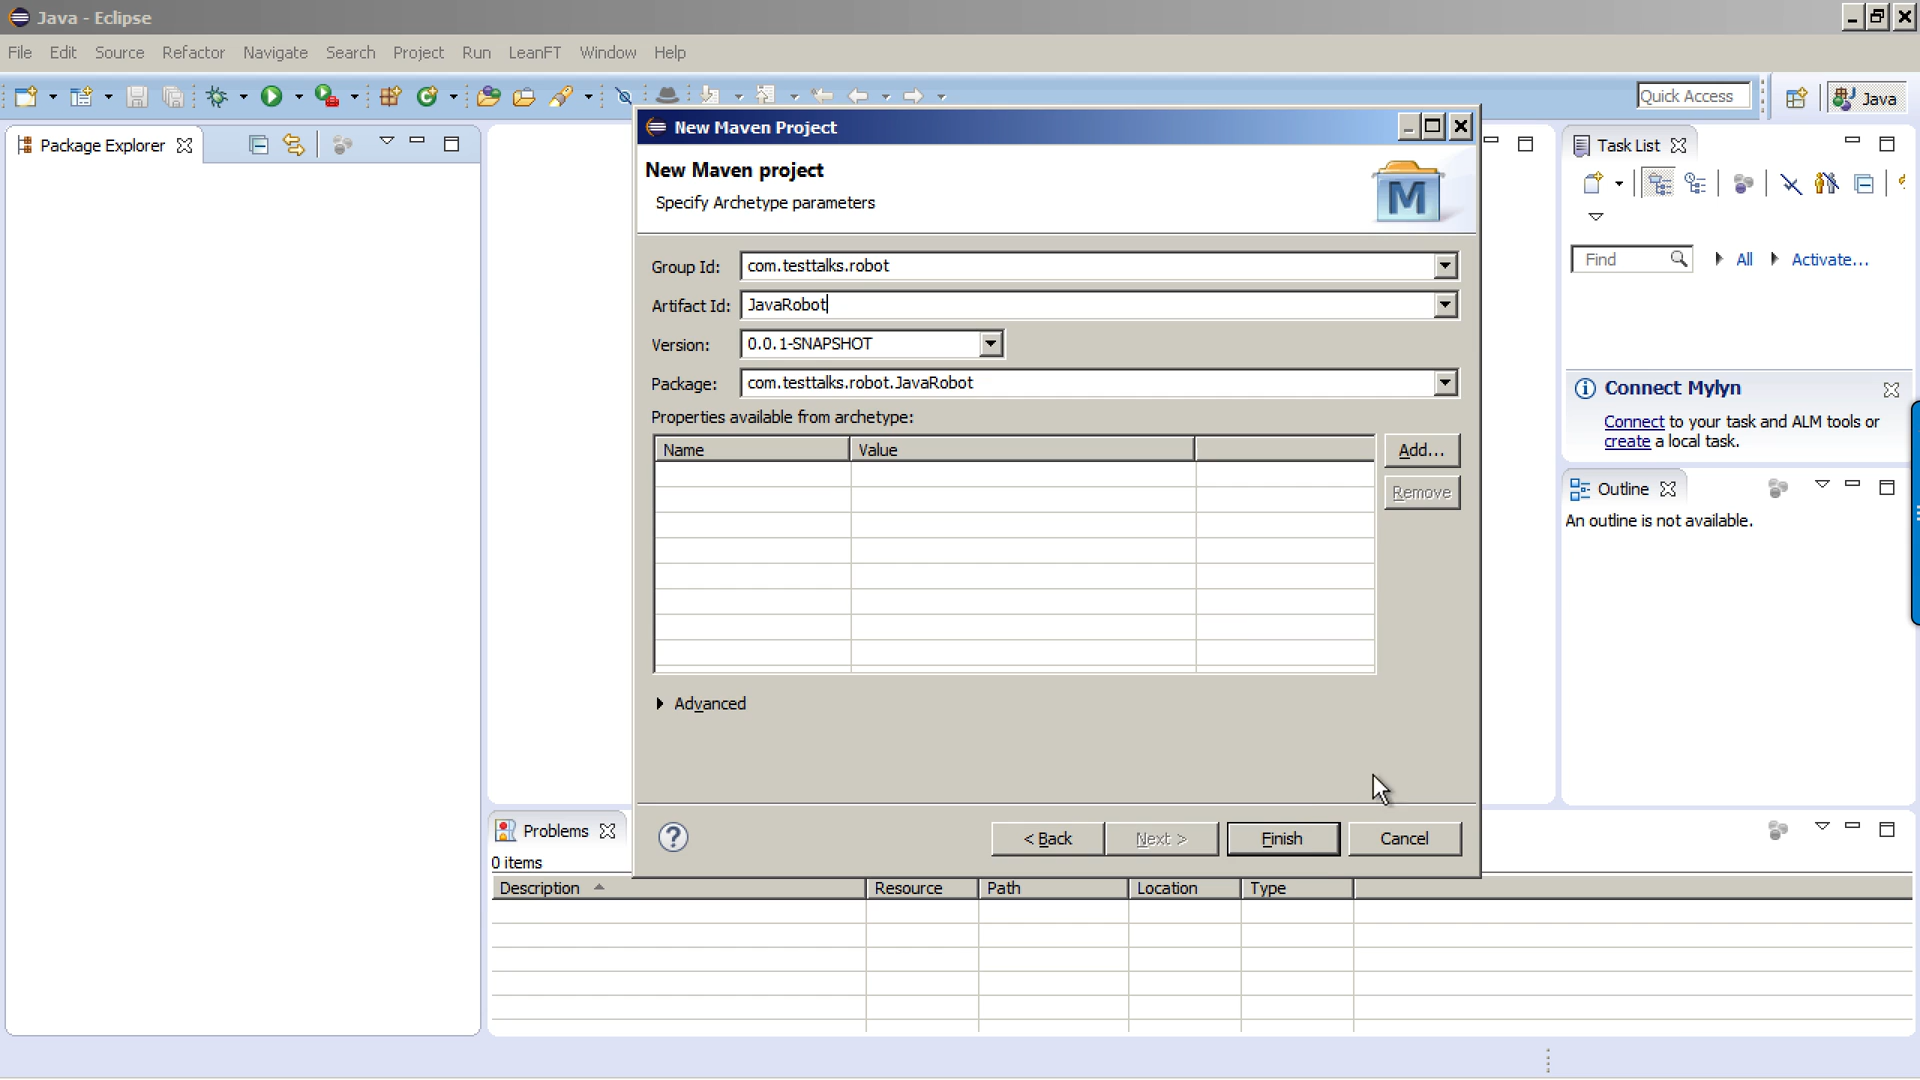 Java - Eclipse
File Edit Source Refactor Navigate Search Project Run LeanFT Window Help
Quick Access
Java
Package Explorer
New Maven Project
New Maven project
Specify Archetype parameters
M
Group Id: com.testtalks.robot
Artifact Id: JavaRobot
Version: 0.0.1-SNAPSHOT
Package: com.testtalks.robot.JavaRobot
Properties available from archetype:
Name Value
Add...
Remove
Advanced
?
< Back Next > Finish Cancel
Task List
Find All Activate...
Connect Mylyn
Connect to your task and ALM tools or
create a local task.
Outline
An outline is not available.
Problems
0 items
Description Resource Path Location Type